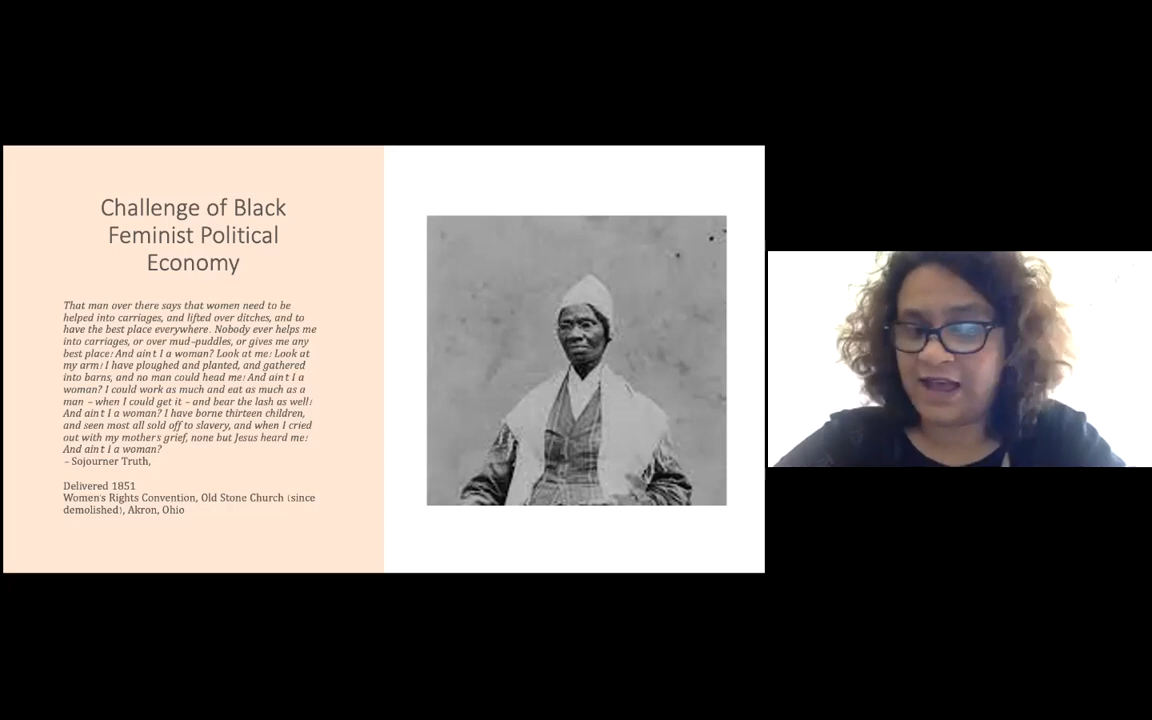 Challenge of Black
Feminist Political
Economy
That man over there says that women need to be
helped into carriages, and lifted over ditches, and to
have the best place everywhere. Nobody ever helps me
into carriages, or over mud-puddles, or gives me any
best place! And ain't I a woman? Look at me! Look at
my arm! I have ploughed and planted, and gathered
into barns, and no man could head me! And ain't I a
woman? I could work as much and eat as much as a
man – when I could get it – and bear the lash as well!
And ain't I a woman? I have borne thirteen children,
and seen most all sold off to slavery, and when I cried
out with my mother's grief, none but Jesus heard me!
And ain't I a woman?
– Sojourner Truth,
Delivered 1851
Women's Rights Convention, Old Stone Church (since
demolished), Akron, Ohio